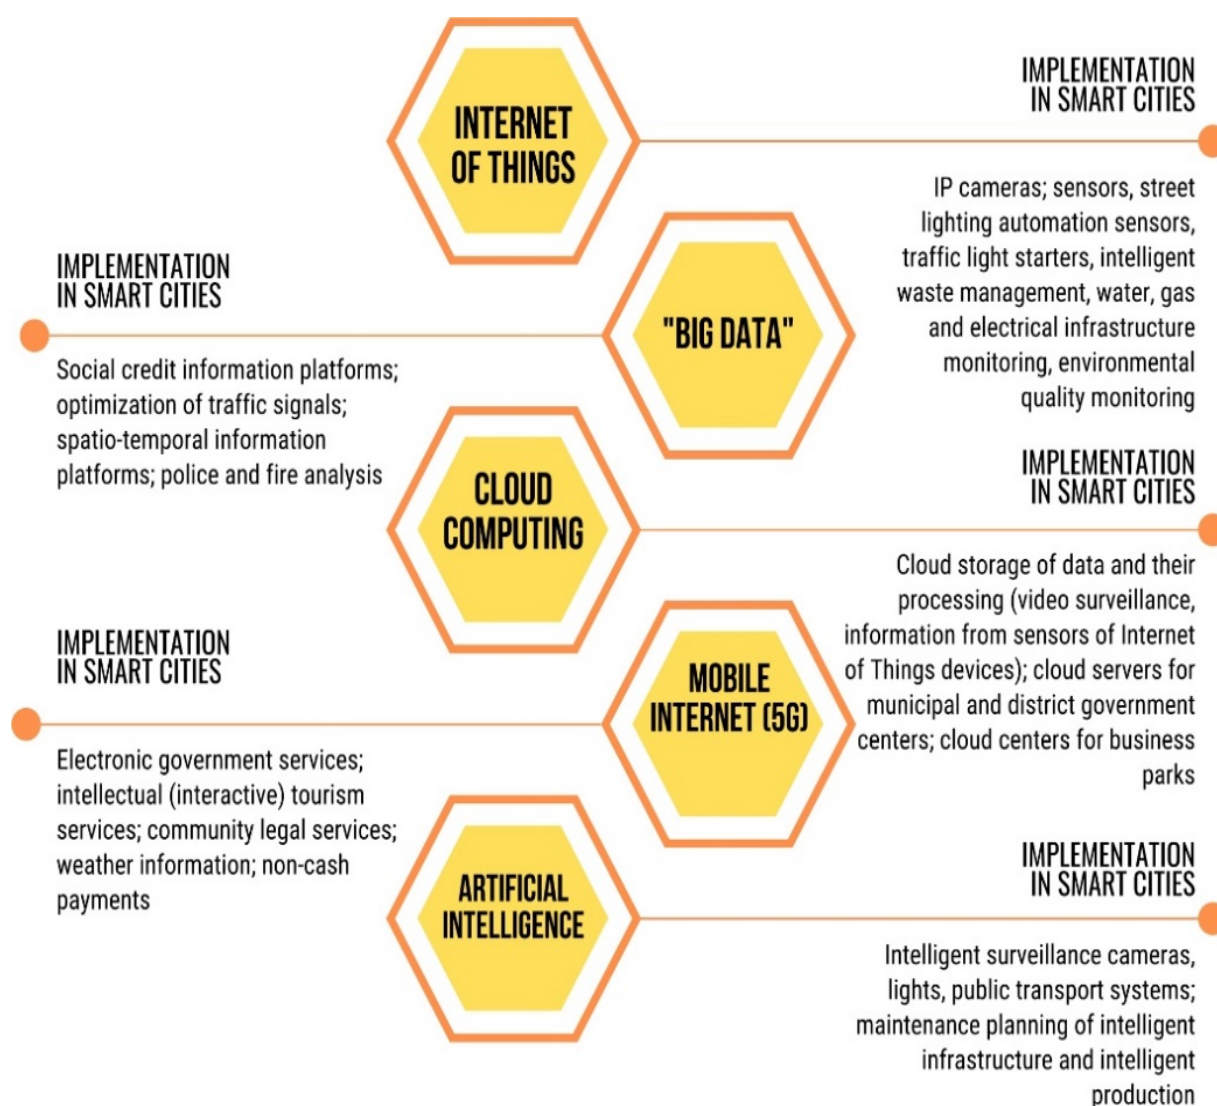 INTERNET
OF THINGS
IMPLEMENTATION
IN SMART CITIES
IP cameras; sensors, street
lighting automation sensors,
traffic light starters, intelligent
waste management, water, gas
and electrical infrastructure
monitoring, environmental
quality monitoring
"BIG DATA"
IMPLEMENTATION
IN SMART CITIES
Social credit information platforms;
optimization of traffic signals;
spatio-temporal information
platforms; police and fire analysis
CLOUD
COMPUTING
IMPLEMENTATION
IN SMART CITIES
Cloud storage of data and their
processing (video surveillance,
information from sensors of Internet
of Things devices); cloud servers for
municipal and district government
centers; cloud centers for business
parks
MOBILE
INTERNET (5G)
IMPLEMENTATION
IN SMART CITIES
Electronic government services;
intellectual (interactive) tourism
services; community legal services;
weather information; non-cash
payments
ARTIFICIAL
INTELLIGENCE
IMPLEMENTATION
IN SMART CITIES
Intelligent surveillance cameras,
lights, public transport systems;
maintenance planning of intelligent
infrastructure and intelligent
production